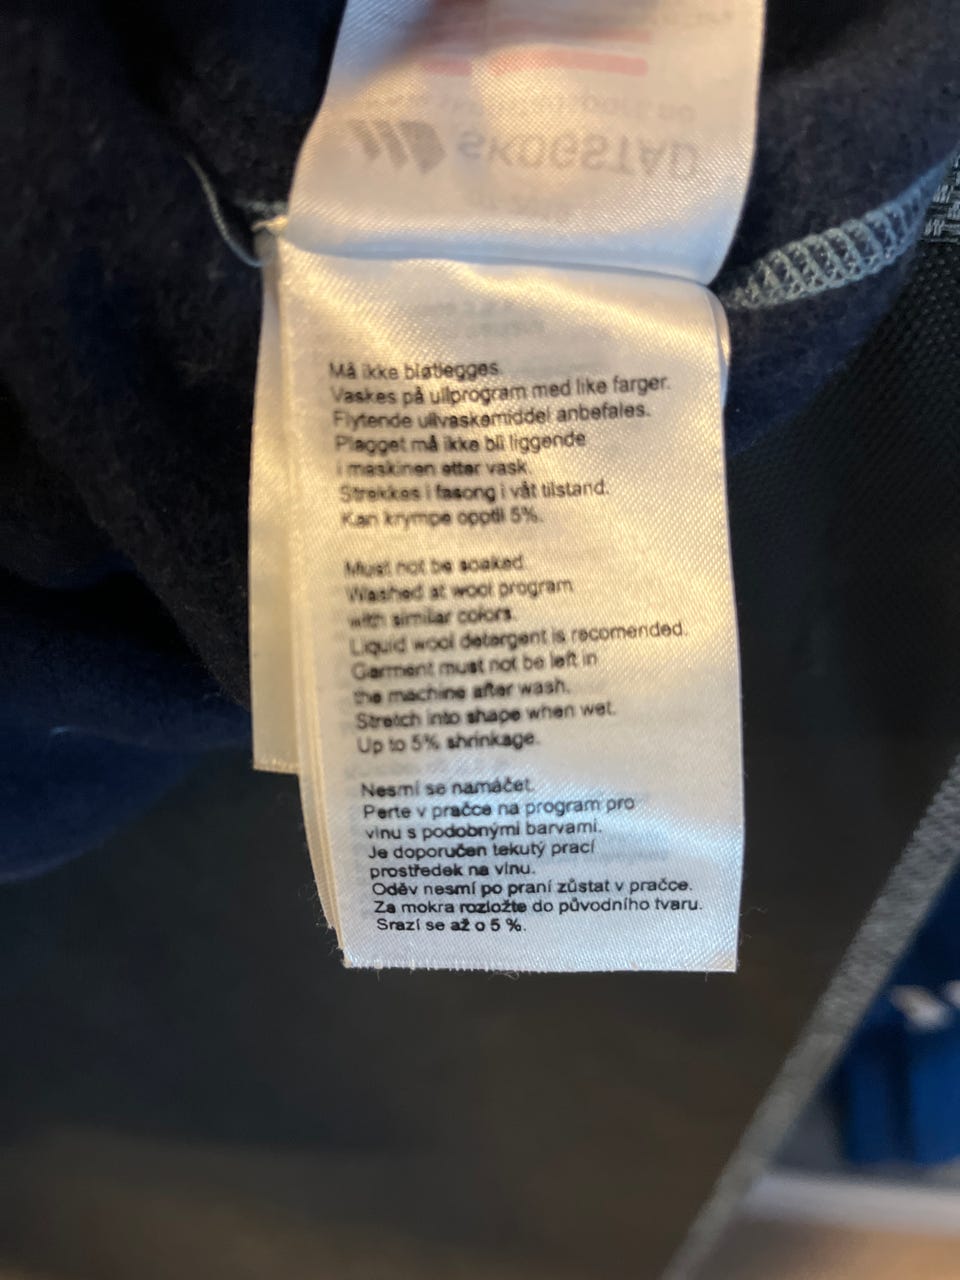 SKOGSTAD
Må ikke bløtlegges.
Vaskes på ullprogram med like farger.
Flytende ullvaskemiddel anbefales.
Plagget må ikke bli liggende
i maskinen etter vask.
Strekkes i fasong i våt tilstand.
Kan krympe opptil 5%.
Must not be soaked.
Washed at wool program
with similar colors.
Liquid wool detergent is recomended.
Garment must not be left in
the machine after wash.
Stretch into shape when wet.
Up to 5% shrinkage.
Nesmí se namáčet.
Perte v pračce na program pro
vlnu s podobnými barvami.
Je doporučen tekutý prací
prostředek na vlnu.
Oděv nesmí po praní zůstat v pračce.
Za mokra rozložte do původního tvaru.
Srazí se až o 5 %.